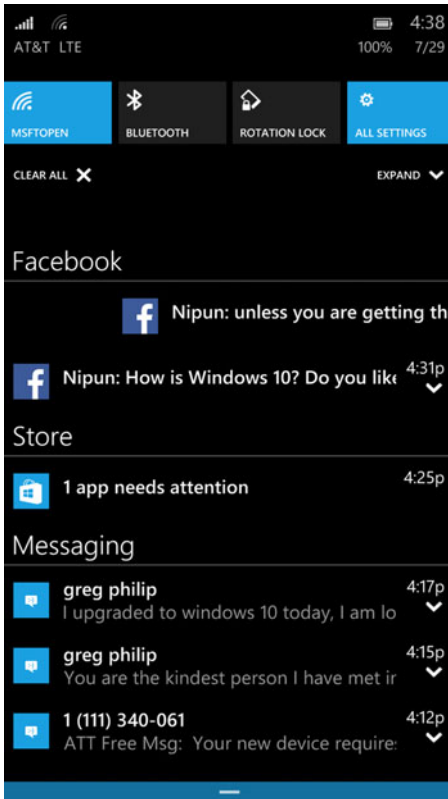 4:38
AT&T LTE 100% 7/29
MSFTOPEN BLUETOOTH ROTATION LOCK ALL SETTINGS
CLEAR ALL EXPAND
Facebook
Nipun: unless you are getting th
Nipun: How is Windows 10? Do you like 4:31p
Store
1 app needs attention 4:25p
Messaging
greg philip 4:17p
I upgraded to windows 10 today, I am lo
greg philip 4:15p
You are the kindest person I have met in
1 (111) 340-061 4:12p
ATT Free Msg: Your new device require